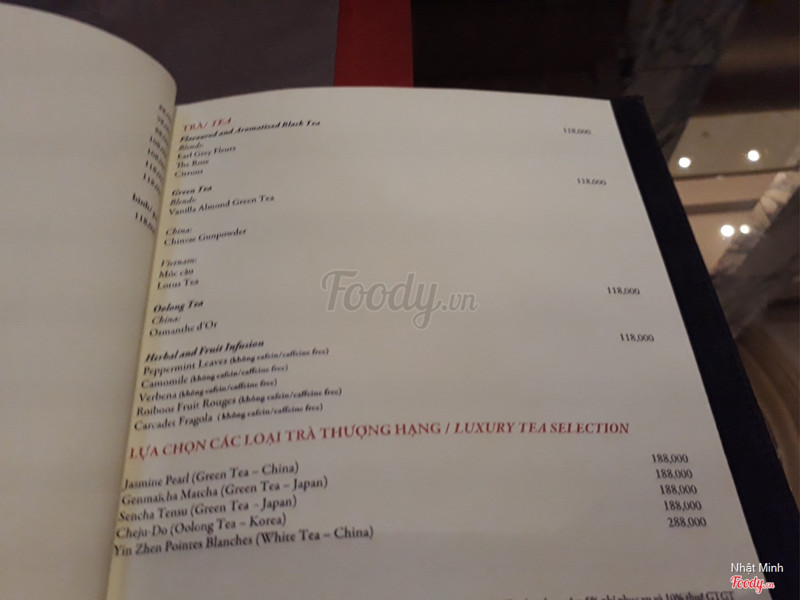 TRÀ/ TEA
Flavoured and Aromatised Black Tea 118,000
Blends:
Earl Grey Fleurs
The Rose
Citrons
Green Tea 118,000
Blends:
Vanilla Almond Green Tea
China:
Chinese Gunpowder
Vietnam:
Móc câu
Lotus Tea
Oolong Tea 118,000
China:
Osmanthe d'Or
Herbal and Fruit Infusion 118,000
Peppermint Leaves (không cafein/caffeine free)
Camomile (không cafein/caffeine free)
Verbena (không cafein/caffeine free)
Roiboos Fruit Rouges (không cafein/caffeine free)
Carcadet Fragola (không cafein/caffeine free)
LỰA CHỌN CÁC LOẠI TRÀ THƯỢNG HẠNG / LUXURY TEA SELECTION
Jasmine Pearl (Green Tea – China) 188,000
Genmaicha Matcha (Green Tea – Japan) 188,000
Sencha Tensu (Green Tea - Japan) 188,000
Cheju-Do (Oolong Tea – Korea) 188,000
Yin Zhen Pointes Blanches (White Tea – China) 288,000
10% thuế GTGT
Foody.vn
Nhật Minh
Foody.vn